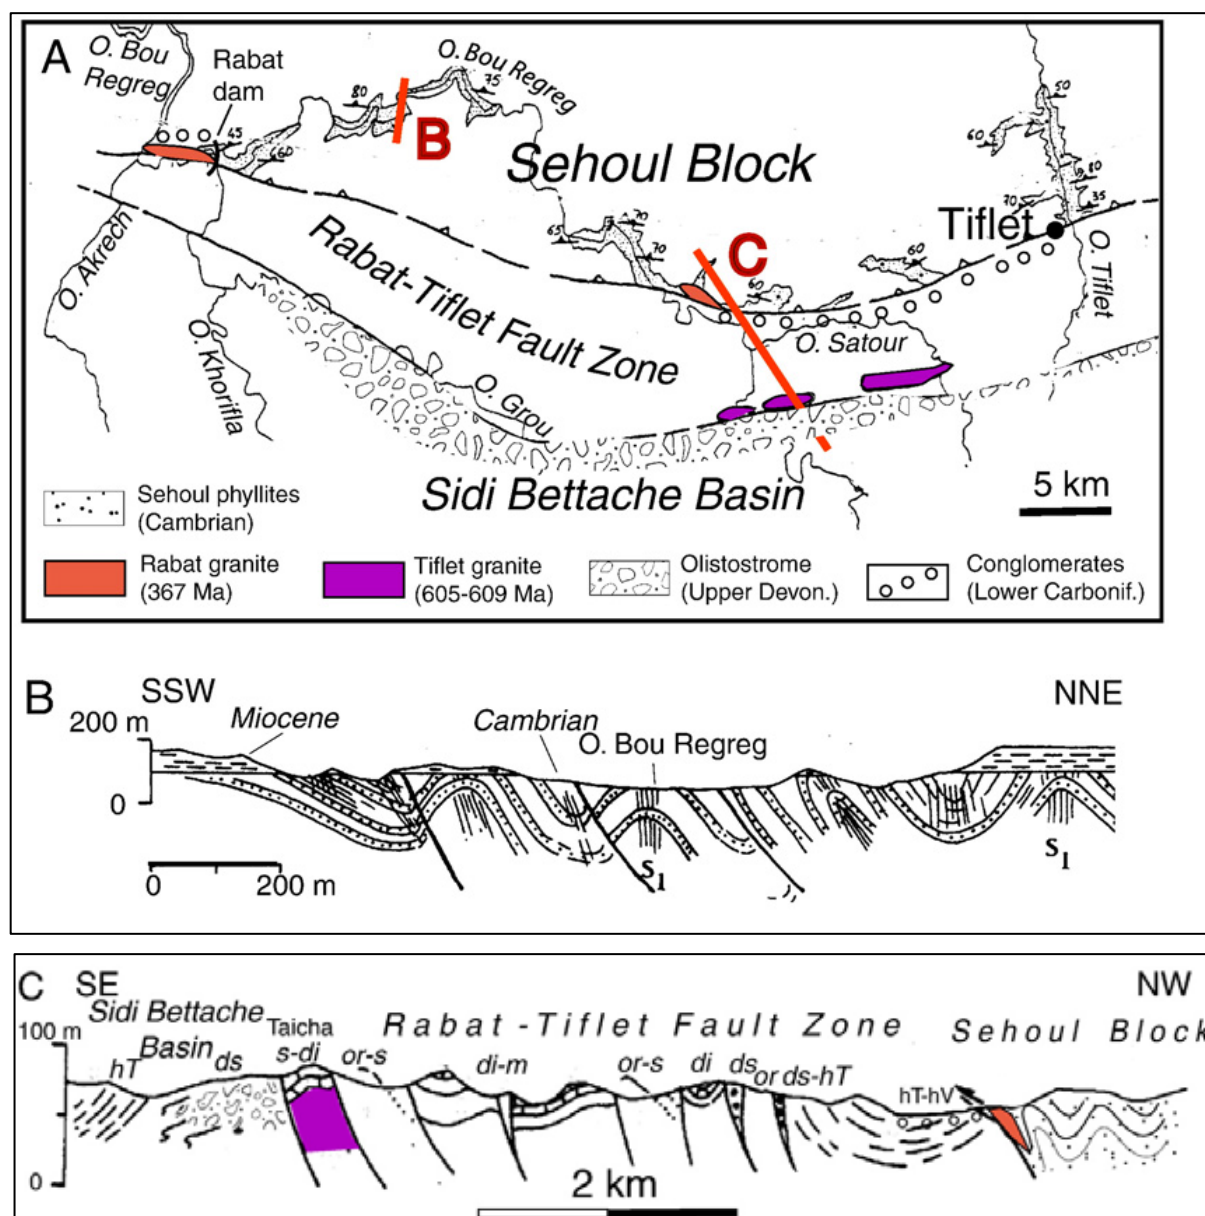 A
O. Bou
Regreg
Rabat
dam
O. Bou Regreg
80
75
45
60
B
Sehoul Block
50
60
80
70
35
Tiflet
70
65
70
C
60
60
O. Akrech
Rabat-Tiflet Fault Zone
O. Khorifla
O. Grou
O. Satour
O. Tiflet
Sidi Bettache Basin
5 km
Sehoul phyllites
(Cambrian)
Rabat granite
(367 Ma)
Tiflet granite
(605-609 Ma)
Olistostrome
(Upper Devon.)
Conglomerates
(Lower Carbonif.)
B
SSW
NNE
200 m
Miocene
Cambrian
O. Bou Regreg
0
S1
S1
0
200 m
C
SE
NW
Sidi Bettache
Basin
Taicha
Rabat-Tiflet Fault Zone
Sehoul Block
100 m
hT
ds
s-di
or-s
di-m
or-s
di
ds
or
ds-hT
hT-hV
0
2 km